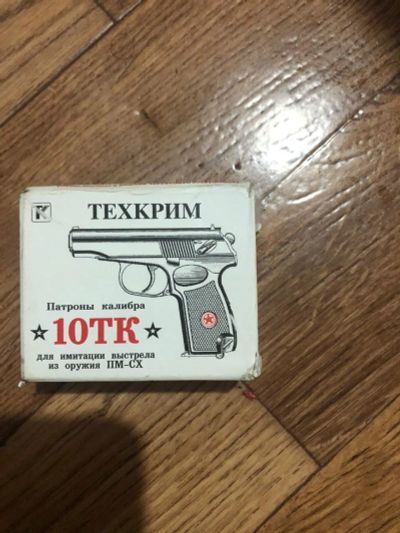 ТЕХКРИМ
Патроны калибра
10ТК
для имитации выстрела
из оружия ПМ-СХ